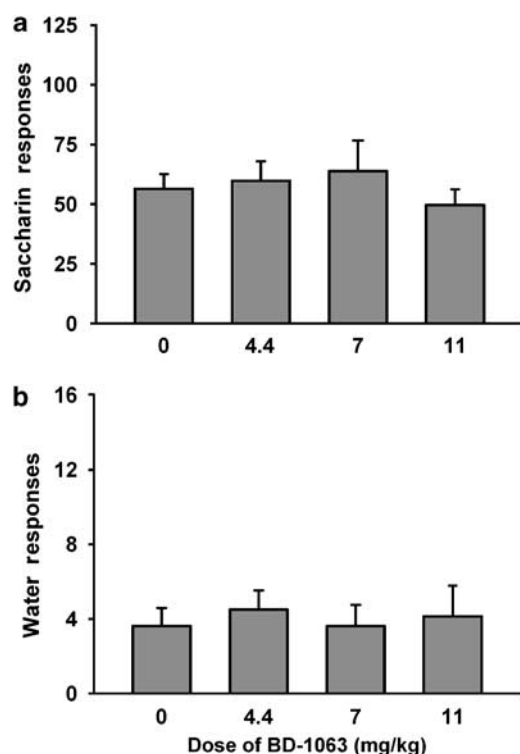 a
Saccharin responses
125
100
75
50
25
0
0 4.4 7 11
b
Water responses
16
12
8
4
0
0 4.4 7 11
Dose of BD-1063 (mg/kg)